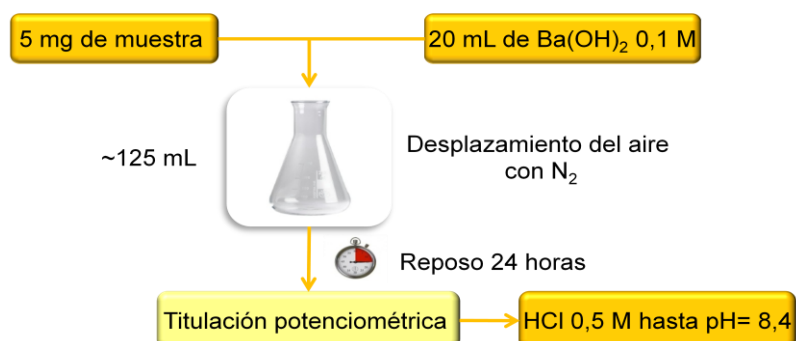 5 mg de muestra
20 mL de Ba(OH)₂ 0,1 M
~125 mL
Desplazamiento del aire
con N₂
Reposo 24 horas
Titulación potenciométrica
HCl 0,5 M hasta pH= 8,4